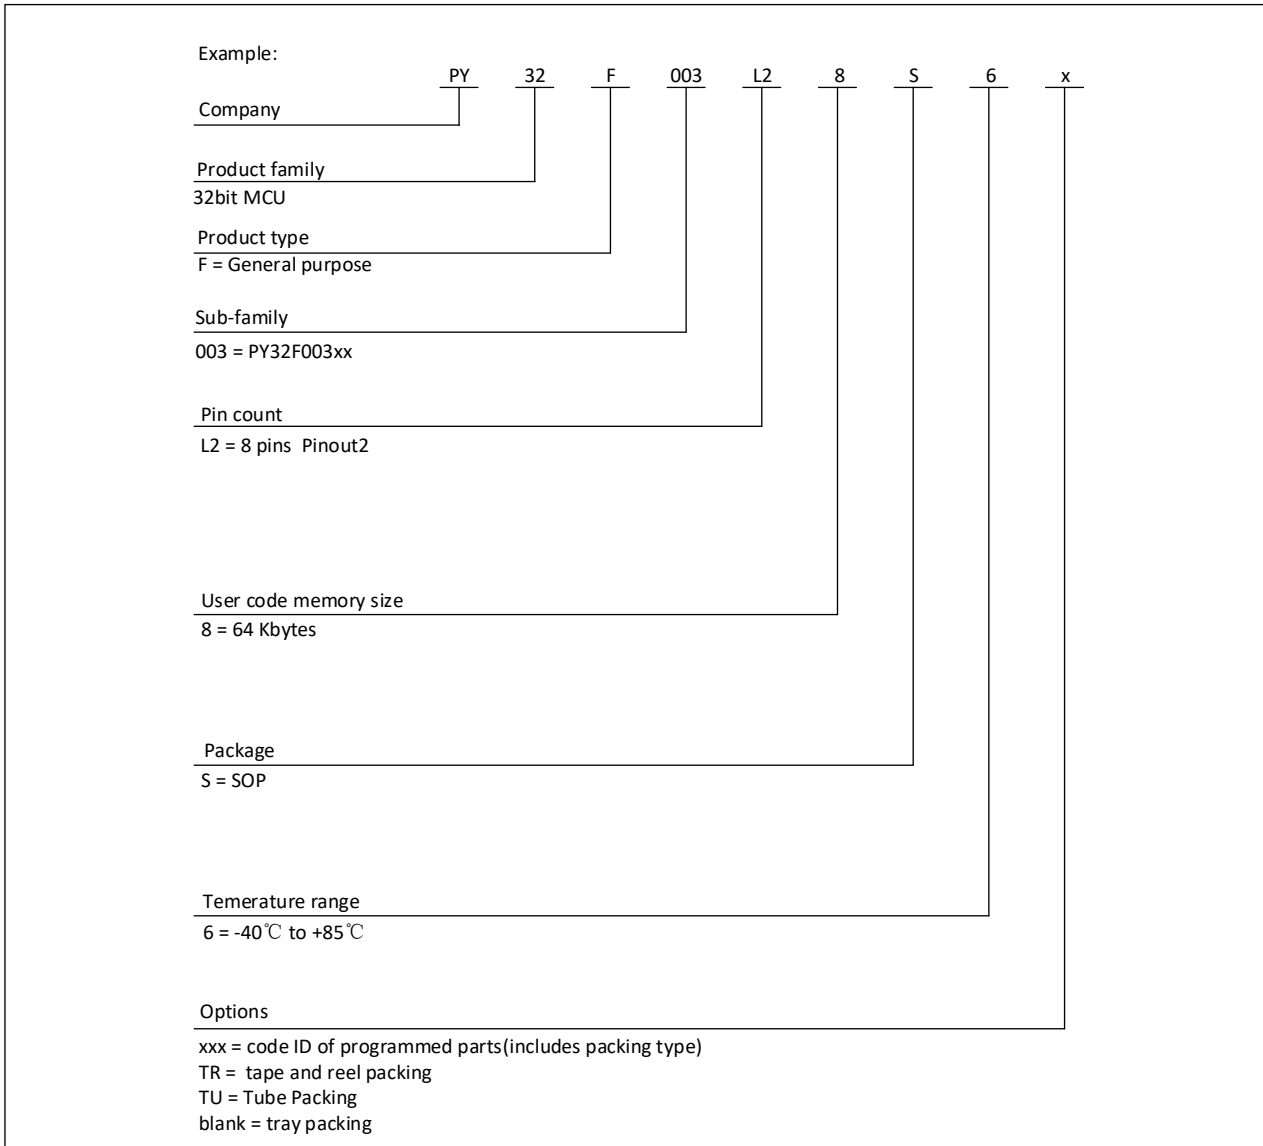 Example:
PY 32 F 003 L2 8 S 6 x
Company
Product family
32bit MCU
Product type
F = General purpose
Sub-family
003 = PY32F003xx
Pin count
L2 = 8 pins  Pinout2
User code memory size
8 = 64 Kbytes
Package
S = SOP
Temerature range
6 = -40℃ to +85℃
Options
xxx = code ID of programmed parts(includes packing type)
TR =  tape and reel packing
TU = Tube Packing
blank = tray packing